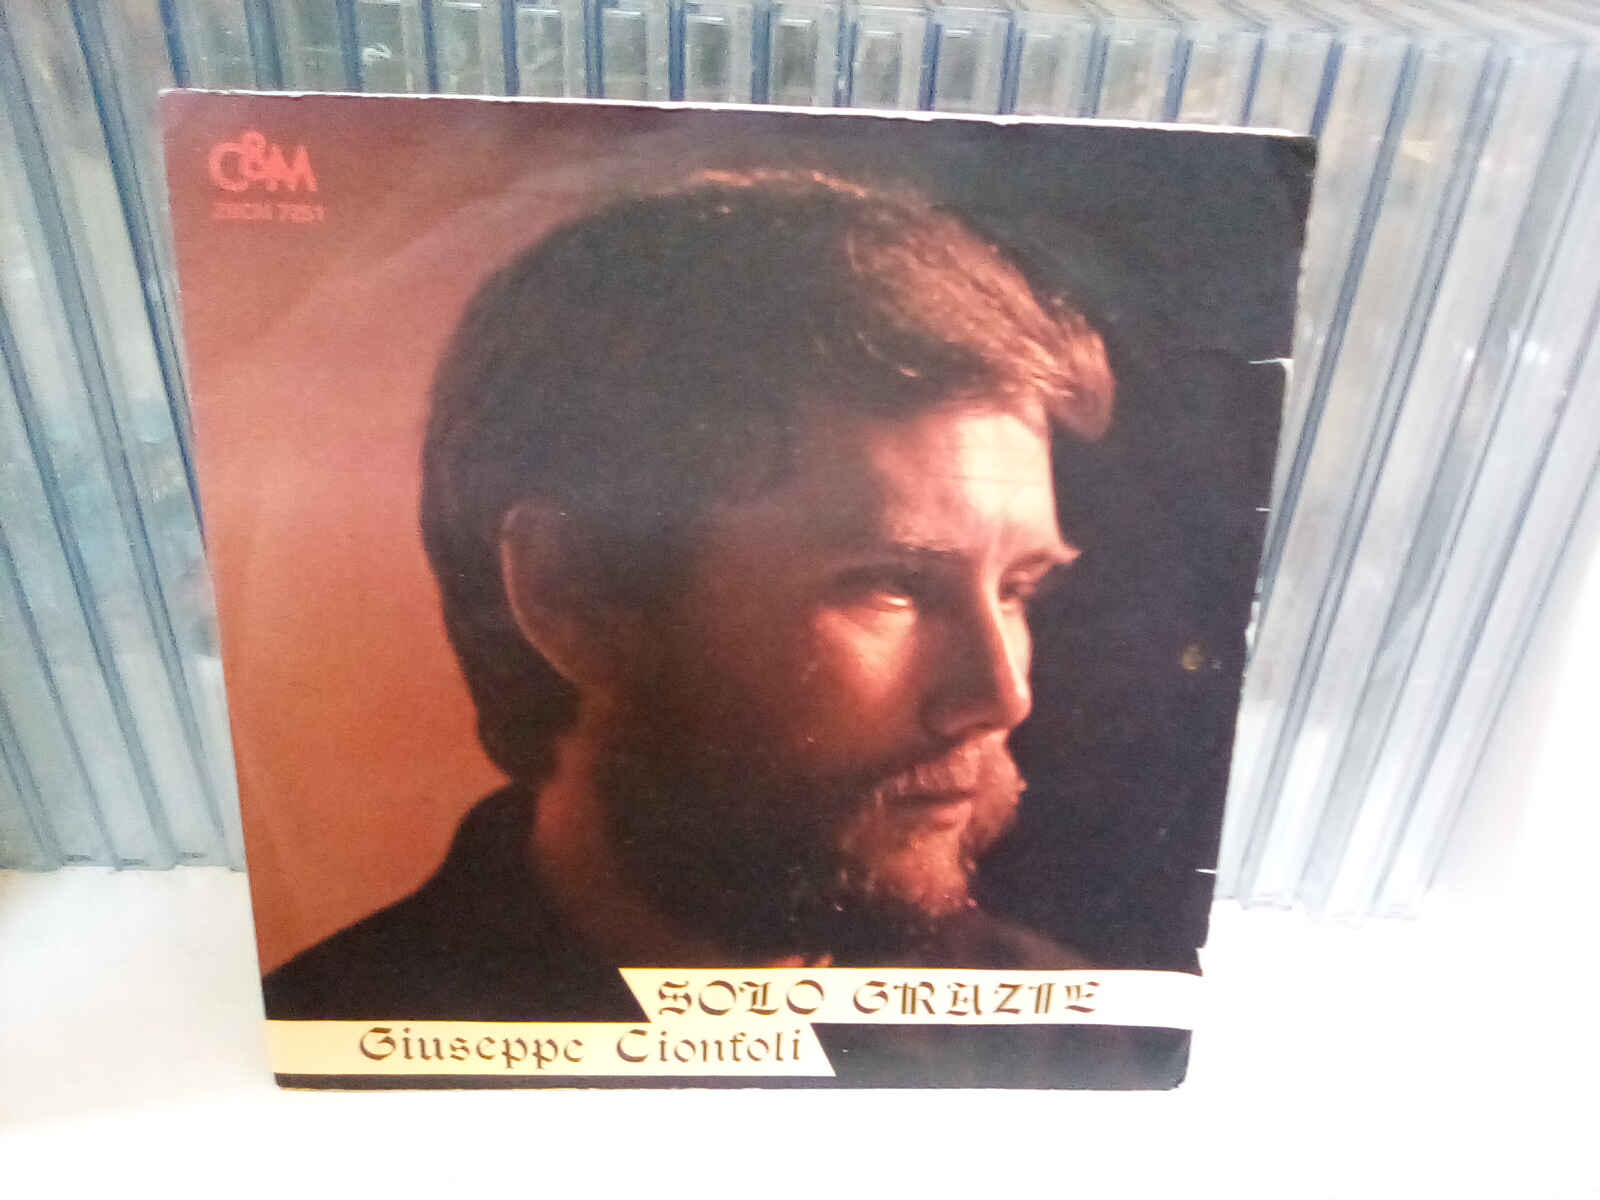 C&M
SOLO GRAZIE
Giuseppe Cionfoli